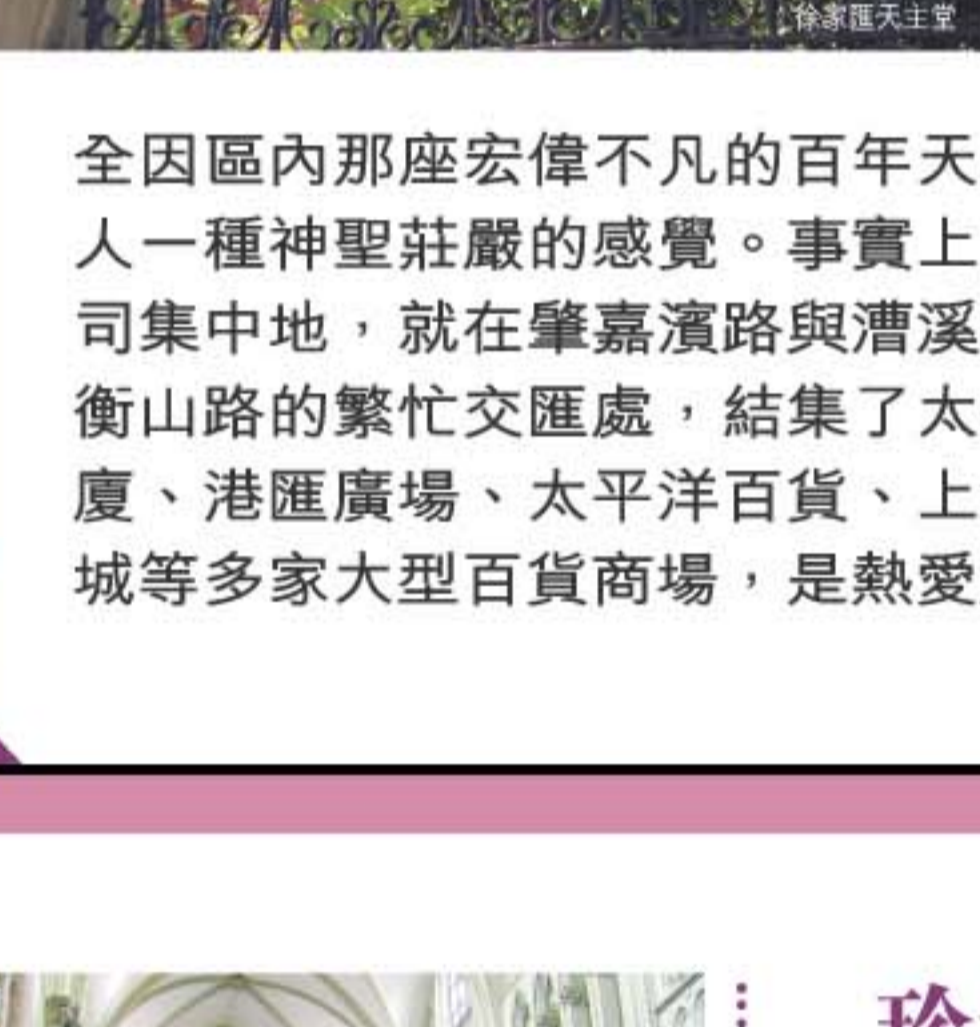 徐家匯天主堂
全因區內那座宏偉不凡的百年天
人一種神聖莊嚴的感覺。事實上
司集中地，就在肇嘉濱路與漕溪
衡山路的繁忙交匯處，結集了太
廈、港匯廣場、太平洋百貨、上
城等多家大型百貨商場，是熱愛